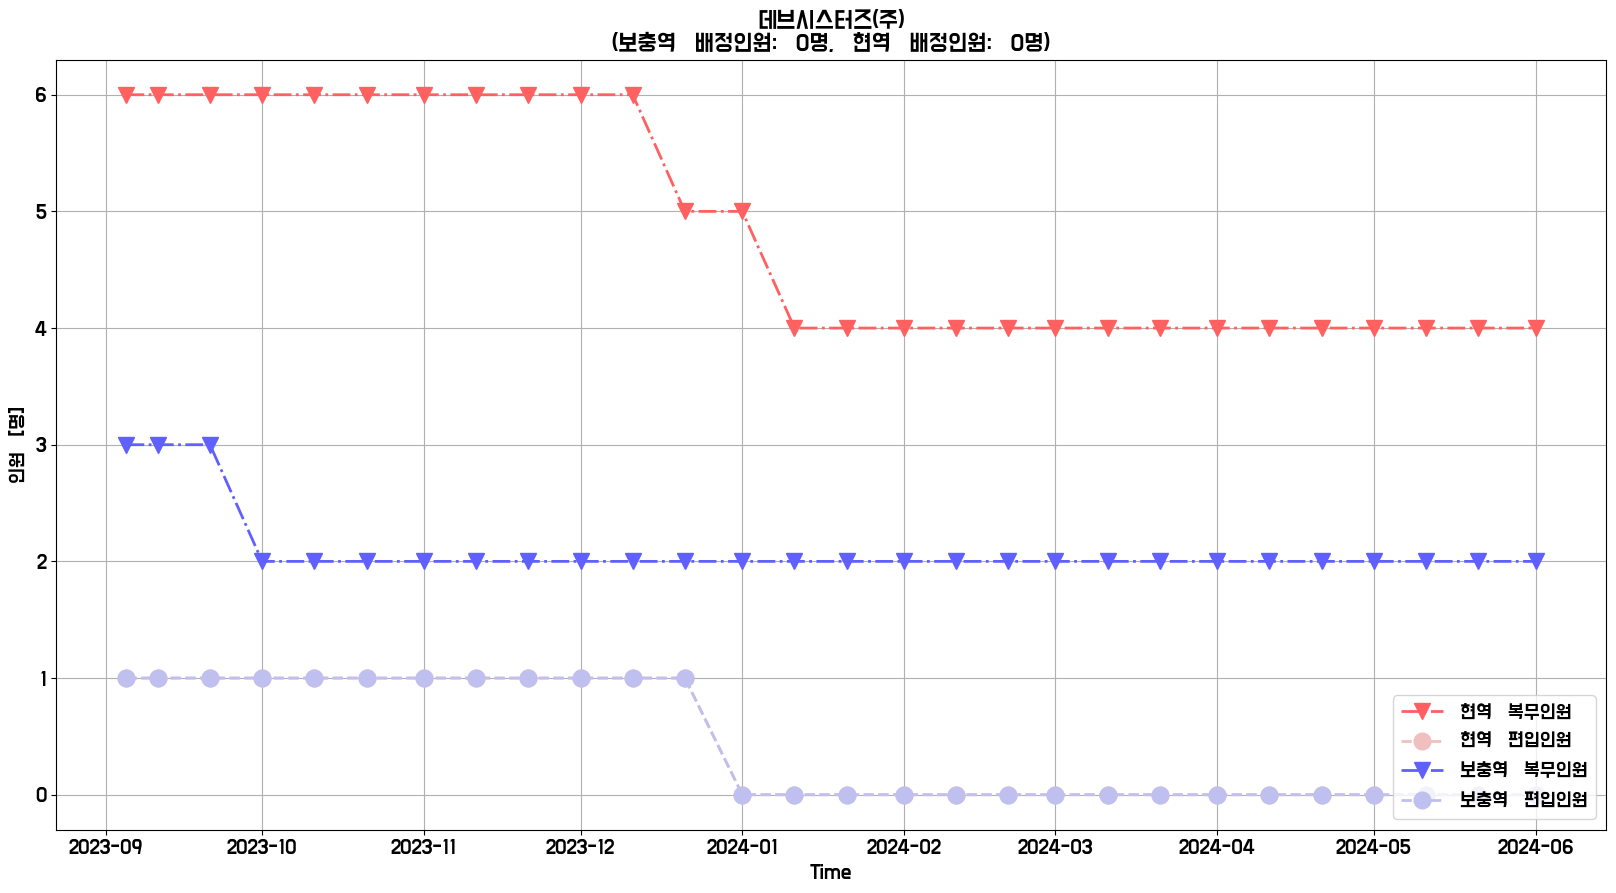 데브시스터즈(주)
(보충역 배정인원: 0명, 현역 배정인원: 0명)
6
5
4
3
2
1
0
인원 [명]
2023-09 2023-10 2023-11 2023-12 2024-01 2024-02 2024-03 2024-04 2024-05 2024-06
Time
현역 복무인원
현역 편입인원
보충역 복무인원
보충역 편입인원